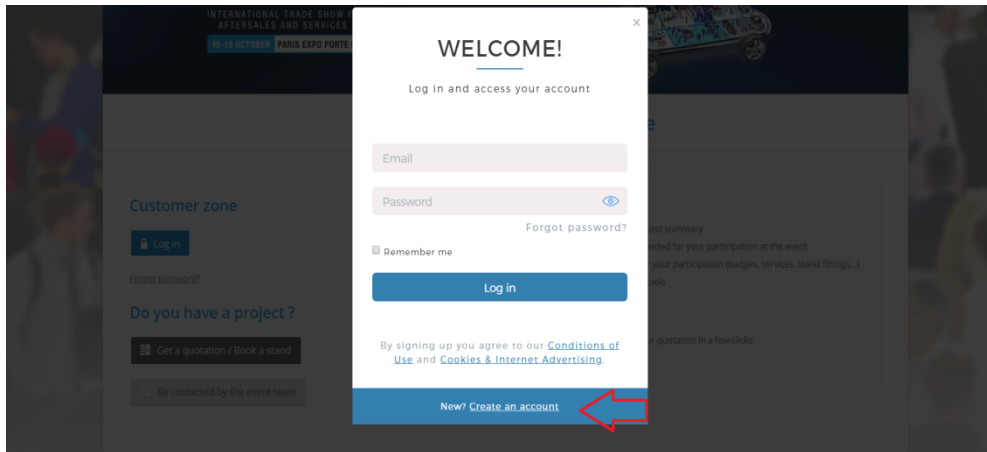 INTERNATIONAL TRADE SHOW
AFTERSALES AND SERVICES
15-19 OCTOBER PARIS EXPO PORTE
×
WELCOME!
Log in and access your account
Email
Password
Forgot password?
Remember me
Log in
By signing up you agree to our Conditions of
Use and Cookies & Internet Advertising.
New? Create an account
Customer zone
Log in
Forgot password?
Do you have a project ?
Get a quotation / Book a stand
Be contacted by the event team
summary
eeded for your participation at the event
your participation (badges, services, stand fittings...)
ools
quotation in a few clicks